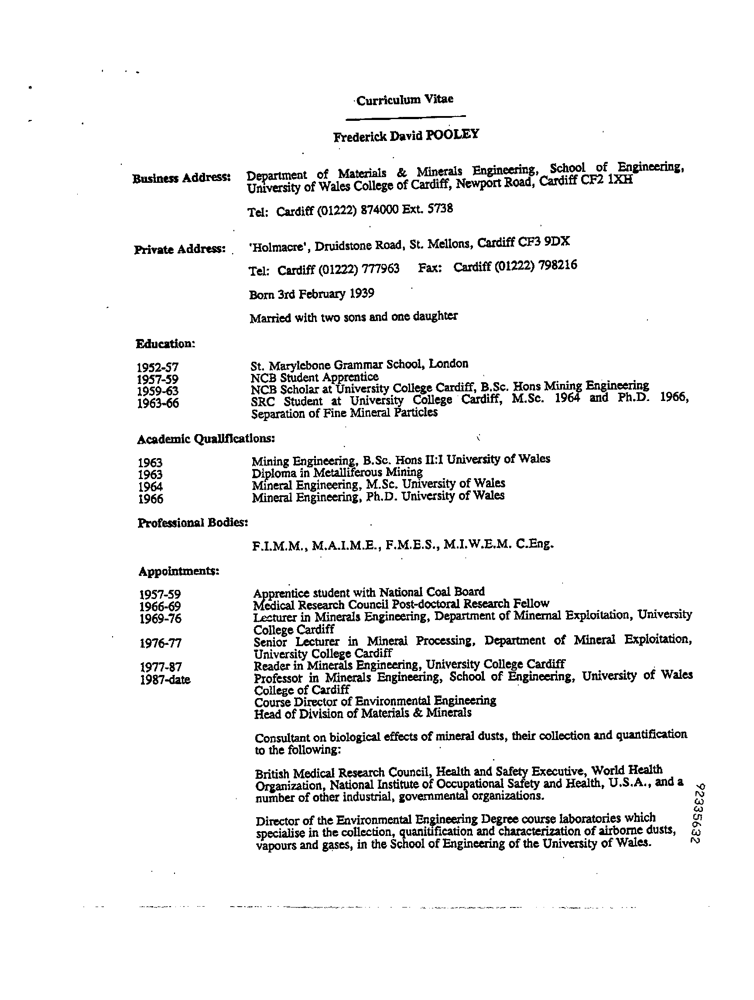 Curriculum Vitae
Frederick David POOLEY
Business Address: Department of Materials & Minerals Engineering, School of Engineering,
University of Wales College of Cardiff, Newport Road, Cardiff CF2 1XH
Tel: Cardiff (01222) 874000 Ext. 5738
Private Address: 'Holmacre', Druidstone Road, St. Mellons, Cardiff CF3 9DX
Tel: Cardiff (01222) 777963 Fax: Cardiff (01222) 798216
Born 3rd February 1939
Married with two sons and one daughter
Education:
1952-57 St. Marylebone Grammar School, London
1957-59 NCB Student Apprentice
1959-63 NCB Scholar at University College Cardiff, B.Sc. Hons Mining Engineering
1963-66 SRC Student at University College Cardiff, M.Sc. 1964 and Ph.D. 1966,
Separation of Fine Mineral Particles
Academic Qualifications:
1963 Mining Engineering, B.Sc. Hons II:I University of Wales
1963 Diploma in Metalliferous Mining
1964 Mineral Engineering, M.Sc. University of Wales
1966 Mineral Engineering, Ph.D. University of Wales
Professional Bodies:
F.I.M.M., M.A.I.M.E., F.M.E.S., M.I.W.E.M. C.Eng.
Appointments:
1957-59 Apprentice student with National Coal Board
1966-69 Medical Research Council Post-doctoral Research Fellow
1969-76 Lecturer in Minerals Engineering, Department of Minernal Exploitation, University
College Cardiff
1976-77 Senior Lecturer in Mineral Processing, Department of Mineral Exploitation,
University College Cardiff
1977-87 Reader in Minerals Engineering, University College Cardiff
1987-date Professor in Minerals Engineering, School of Engineering, University of Wales
College of Cardiff
Course Director of Environmental Engineering
Head of Division of Materials & Minerals
Consultant on biological effects of mineral dusts, their collection and quantification
to the following:
British Medical Research Council, Health and Safety Executive, World Health
Organization, National Institute of Occupational Safety and Health, U.S.A., and a
number of other industrial, governmental organizations.
Director of the Environmental Engineering Degree course laboratories which
specialise in the collection, quanitification and characterization of airborne dusts,
vapours and gases, in the School of Engineering of the University of Wales.
92335632